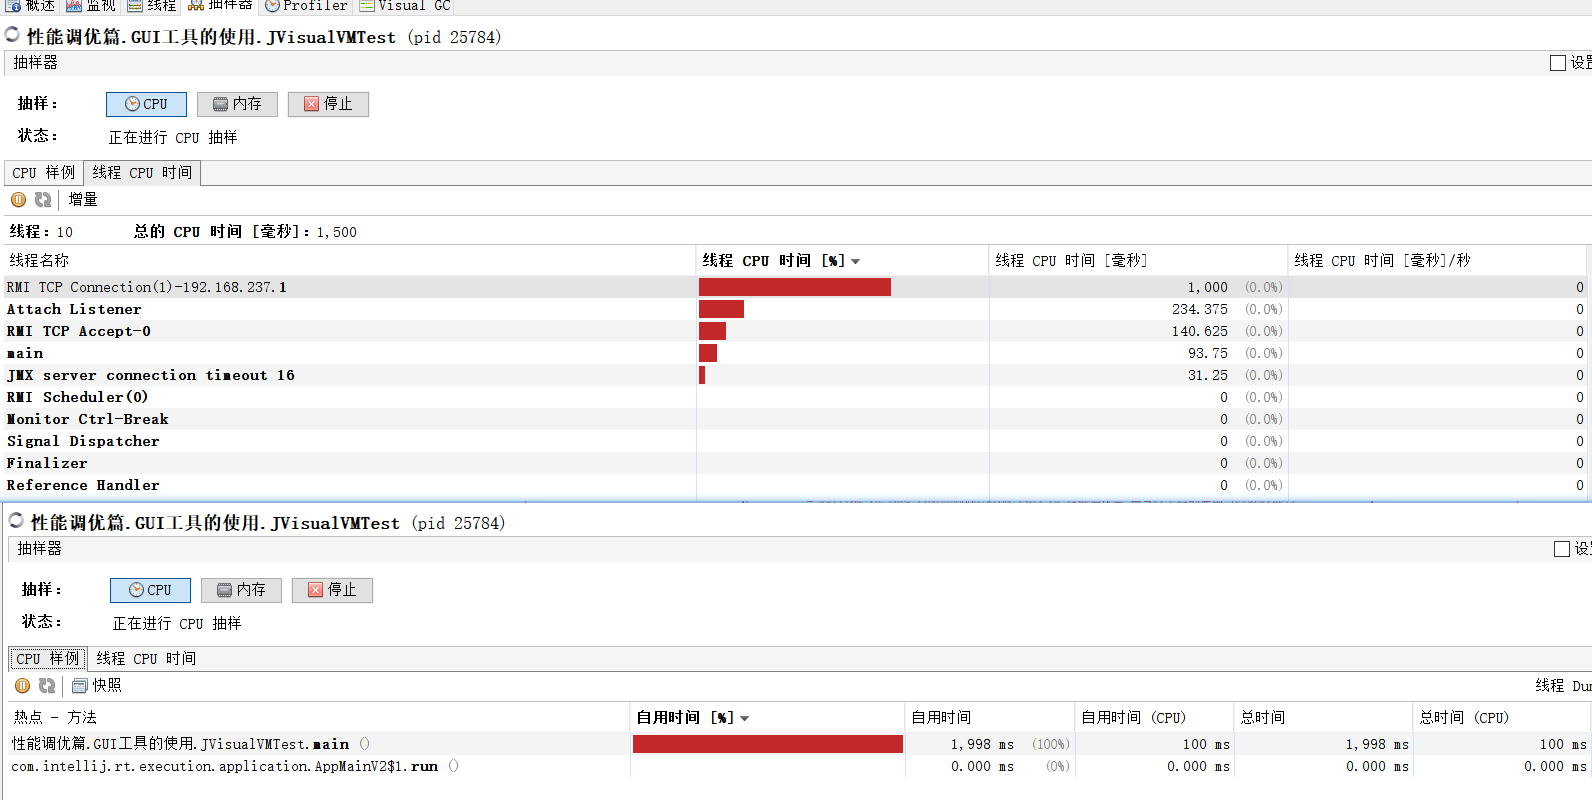 概述 监视 线程 抽样器 Profiler Visual GC
性能调优篇.GUI工具的使用.JVisualVMTest (pid 25784)
抽样器 设置
抽样: CPU 内存 停止
状态: 正在进行 CPU 抽样
CPU 样例 线程 CPU 时间
增量
线程: 10 总的 CPU 时间 [毫秒]: 1,500
线程名称 线程 CPU 时间 [%] 线程 CPU 时间 [毫秒] 线程 CPU 时间 [毫秒]/秒
RMI TCP Connection(1)-192.168.237.1 1,000 (0.0%) 0
Attach Listener 234.375 (0.0%) 0
RMI TCP Accept-0 140.625 (0.0%) 0
main 93.75 (0.0%) 0
JMX server connection timeout 16 31.25 (0.0%) 0
RMI Scheduler(0) 0 (0.0%) 0
Monitor Ctrl-Break 0 (0.0%) 0
Signal Dispatcher 0 (0.0%) 0
Finalizer 0 (0.0%) 0
Reference Handler 0 (0.0%) 0
性能调优篇.GUI工具的使用.JVisualVMTest (pid 25784)
抽样器 设
抽样: CPU 内存 停止
状态: 正在进行 CPU 抽样
CPU 样例 线程 CPU 时间
快照 线程 Du
热点 - 方法 自用时间 [%] 自用时间 自用时间 (CPU) 总时间 总时间 (CPU)
性能调优篇.GUI工具的使用.JVisualVMTest.main () 1,998 ms (100%) 100 ms 1,998 ms 100 ms
com.intellij.rt.execution.application.AppMainV2$1.run () 0.000 ms (0%) 0.000 ms 0.000 ms 0.000 ms